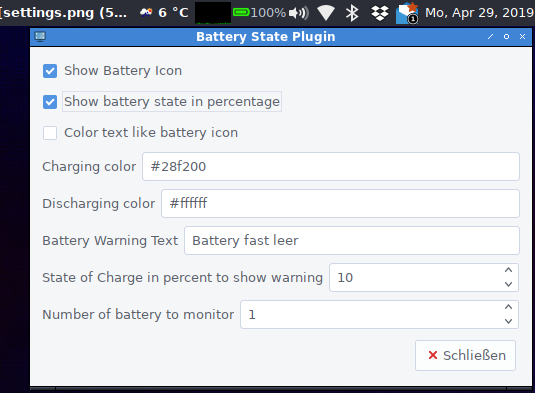 [settings.png (5... 6 °C 100% Mo, Apr 29, 2019
1
Battery State Plugin
Show Battery Icon
Show battery state in percentage
Color text like battery icon
Charging color #28f200
Discharging color #ffffff
Battery Warning Text Battery fast leer
State of Charge in percent to show warning 10
Number of battery to monitor 1
Schließen